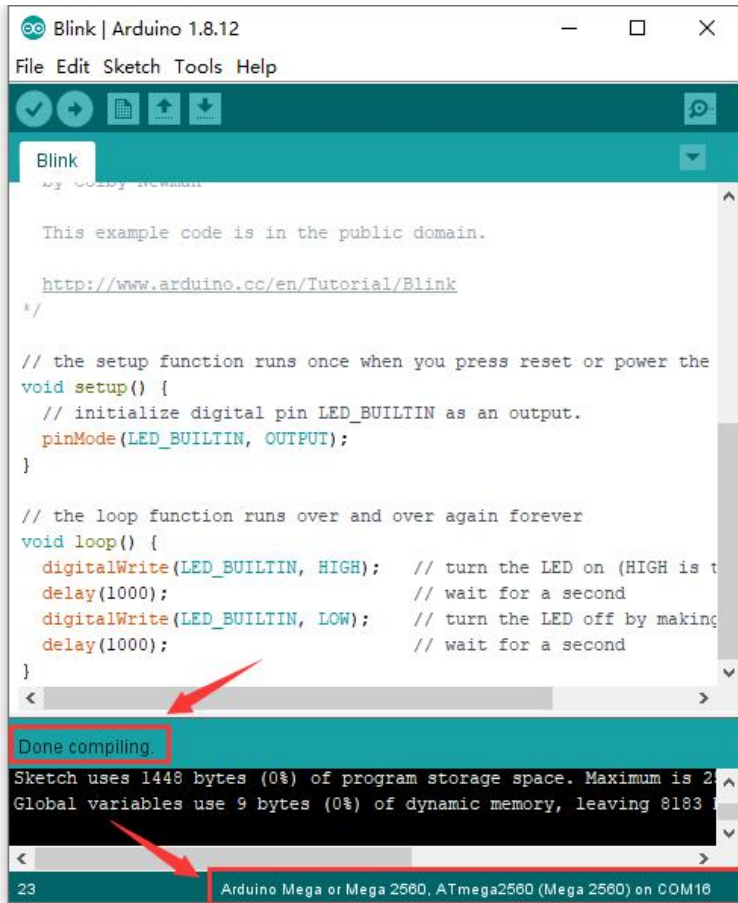 Blink | Arduino 1.8.12
File Edit Sketch Tools Help
Blink
This example code is in the public domain.
http://www.arduino.cc/en/Tutorial/Blink
*/
// the setup function runs once when you press reset or power the
void setup() {
// initialize digital pin LED_BUILTIN as an output.
pinMode(LED_BUILTIN, OUTPUT);
}
// the loop function runs over and over again forever
void loop() {
digitalWrite(LED_BUILTIN, HIGH); // turn the LED on (HIGH is t
delay(1000); // wait for a second
digitalWrite(LED_BUILTIN, LOW); // turn the LED off by making
delay(1000); // wait for a second
}
Done compiling.
Sketch uses 1448 bytes (0%) of program storage space. Maximum is 2
Global variables use 9 bytes (0%) of dynamic memory, leaving 8183
23 Arduino Mega or Mega 2560, ATmega2560 (Mega 2560) on COM16